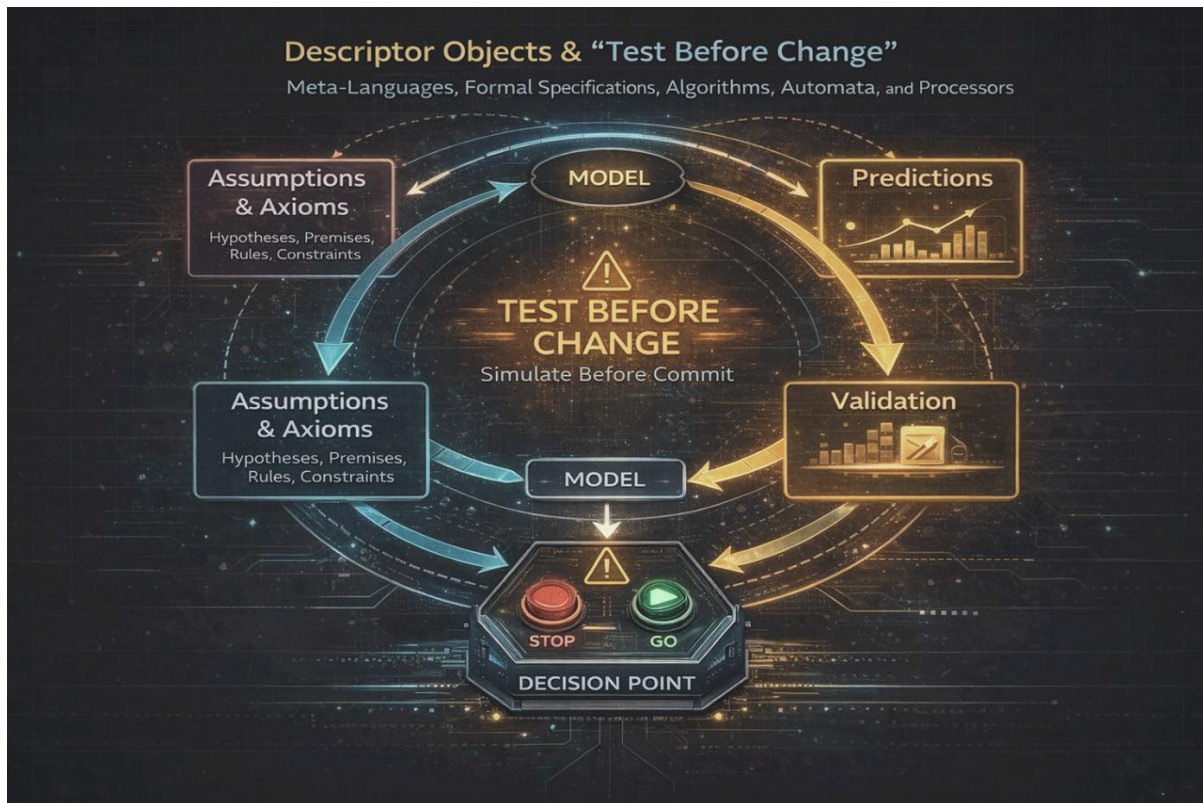 Descriptor Objects & “Test Before Change”
Meta-Languages, Formal Specifications, Algorithms, Automata, and Processors
Assumptions
& Axioms
Hypotheses, Premises,
Rules, Constraints
MODEL
Predictions
TEST BEFORE
CHANGE
Simulate Before Commit
Assumptions
& Axioms
Hypotheses, Premises,
Rules, Constraints
MODEL
Validation
STOP
GO
DECISION POINT